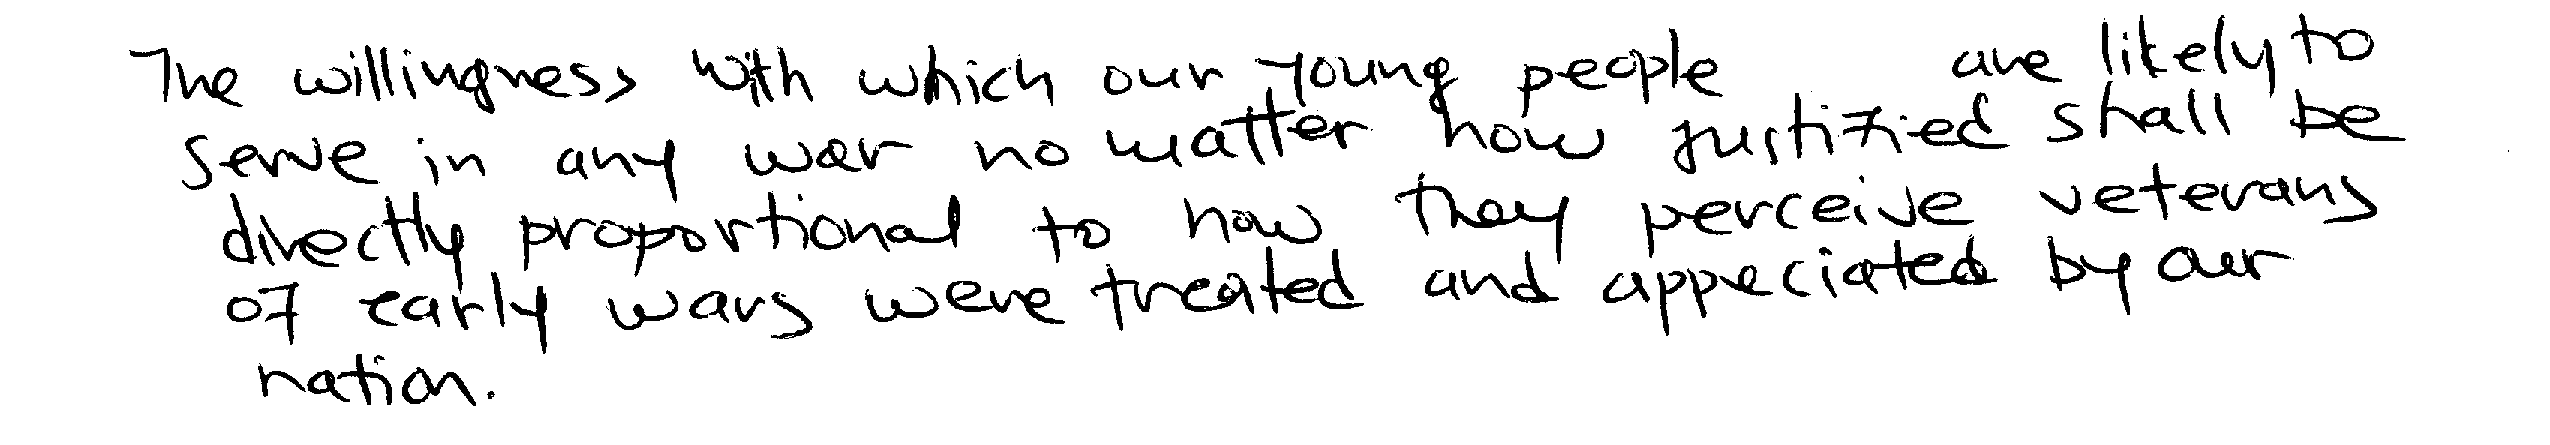 The willingness with which our young people are likely to
serve in any war no matter how justified shall be
directly proportional to how they perceive veterans
of early wars were treated and appeciated by our
nation.